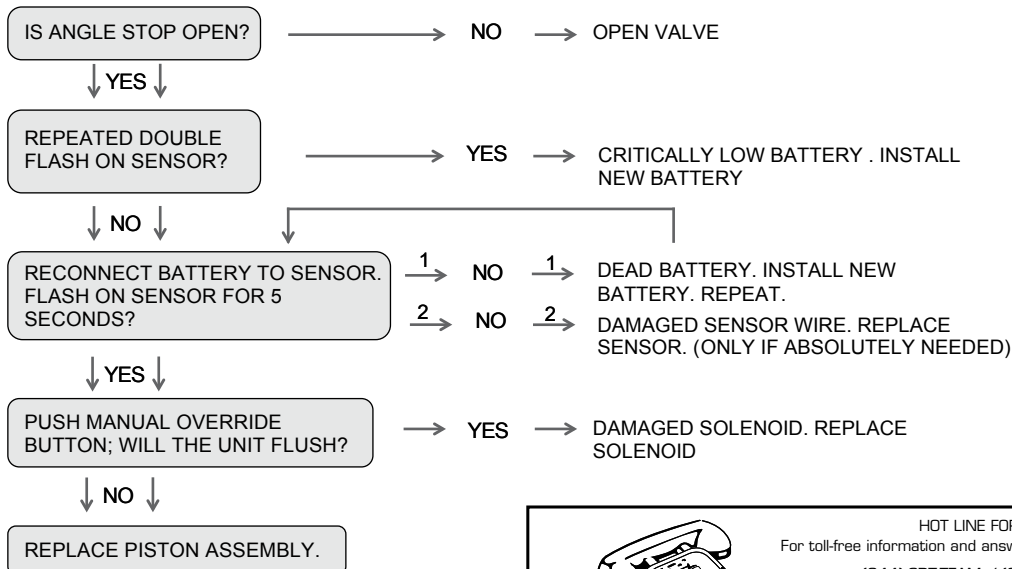 IS ANGLE STOP OPEN? NO OPEN VALVE
YES
REPEATED DOUBLE
FLASH ON SENSOR?
YES CRITICALLY LOW BATTERY . INSTALL
NEW BATTERY
NO
RECONNECT BATTERY TO SENSOR.
FLASH ON SENSOR FOR 5
SECONDS?
1 NO 1 DEAD BATTERY. INSTALL NEW
BATTERY. REPEAT.
2 NO 2 DAMAGED SENSOR WIRE. REPLACE
SENSOR. (ONLY IF ABSOLUTELY NEEDED)
YES
PUSH MANUAL OVERRIDE
BUTTON; WILL THE UNIT FLUSH?
YES DAMAGED SOLENOID. REPLACE
SOLENOID
NO
REPLACE PISTON ASSEMBLY.
HOT LINE FOR
For toll-free information and answ